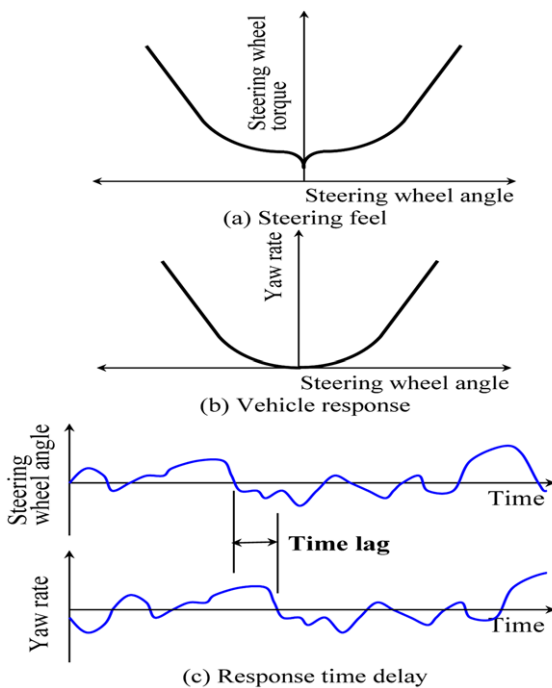 Steering wheel
torque
Steering wheel angle
(a) Steering feel
Yaw rate
Steering wheel angle
(b) Vehicle response
Steering
wheel angle
Time
Time lag
Yaw rate
Time
(c) Response time delay